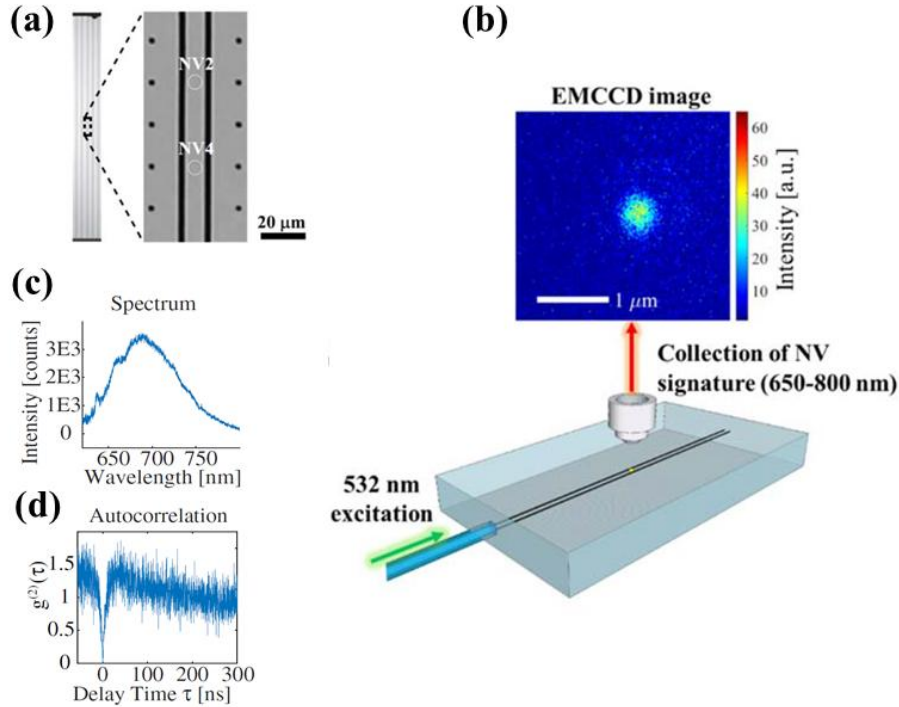 (a)
NV2
NV4
20 μm
(b)
EMCCD image
60
50
40
30
20
10
Intensity [a.u.]
1 μm
Collection of NV
signature (650-800 nm)
532 nm
excitation
(c)
Spectrum
Intensity [counts]
3E3
2E3
1E3
0
650 700 750
Wavelength [nm]
(d)
Autocorrelation
g⁽²⁾(τ)
1.5
1
0.5
0
0 100 200 300
Delay Time τ [ns]